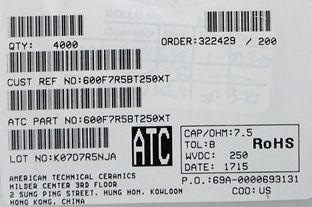 ROLLO No.
QTY: 4000
ORDER:322429 / 200
CUST REF NO:600F7R5BT250XT
ATC PART NO:600F7R5BT250XT
LOT NO:K07D7R5NJA
ATC
CAP/OHM:7.5
TOL:B
RoHS
WVDC: 250
DATE: 1715
P.O.:69A-0000693131
COO:US
AMERICAN TECHNICAL CERAMICS
HILDER CENTER 3RD FLOOR
2 SUNG PING STREET. HUNG HOM. KOWLOON
HONG KONG, CHINA